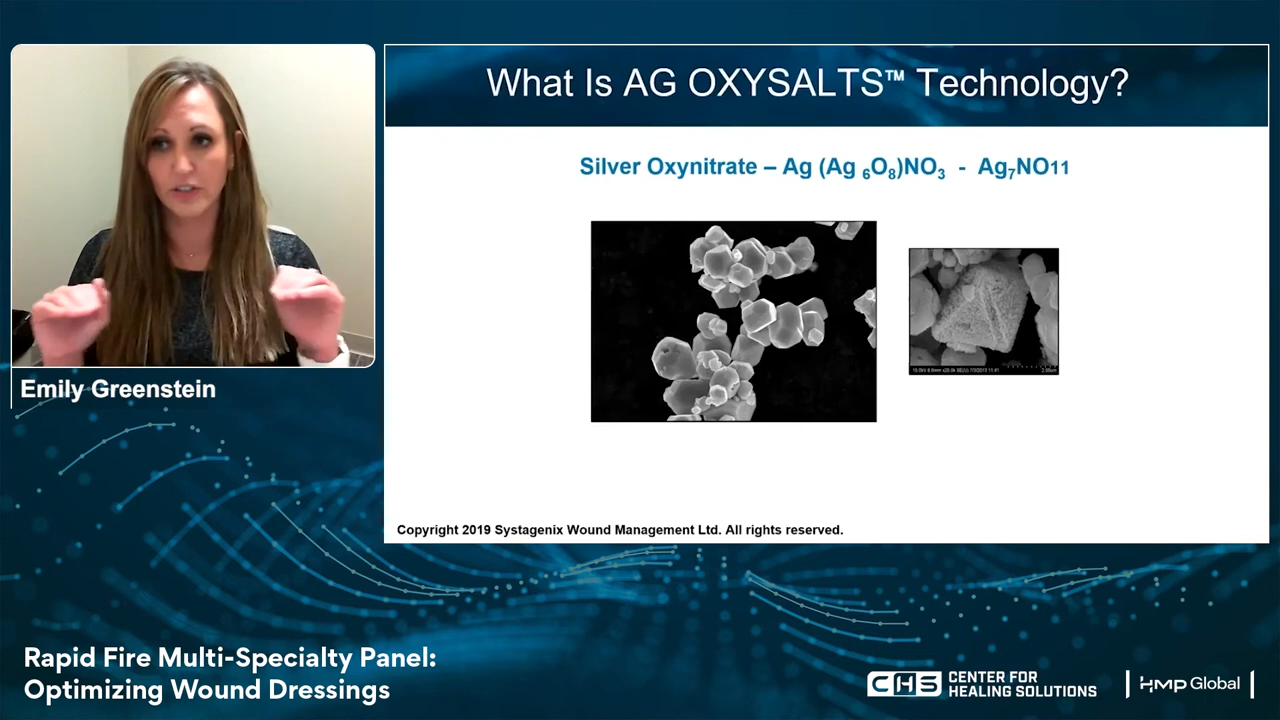 What Is AG OXYSALTS™ Technology?
Silver Oxynitrate – Ag (Ag ₆O₈)NO₃ - Ag₇NO11
Emily Greenstein
Copyright 2019 Systagenix Wound Management Ltd. All rights reserved.
Rapid Fire Multi-Specialty Panel:
Optimizing Wound Dressings
CHS CENTER FOR
HEALING SOLUTIONS
HMP Global